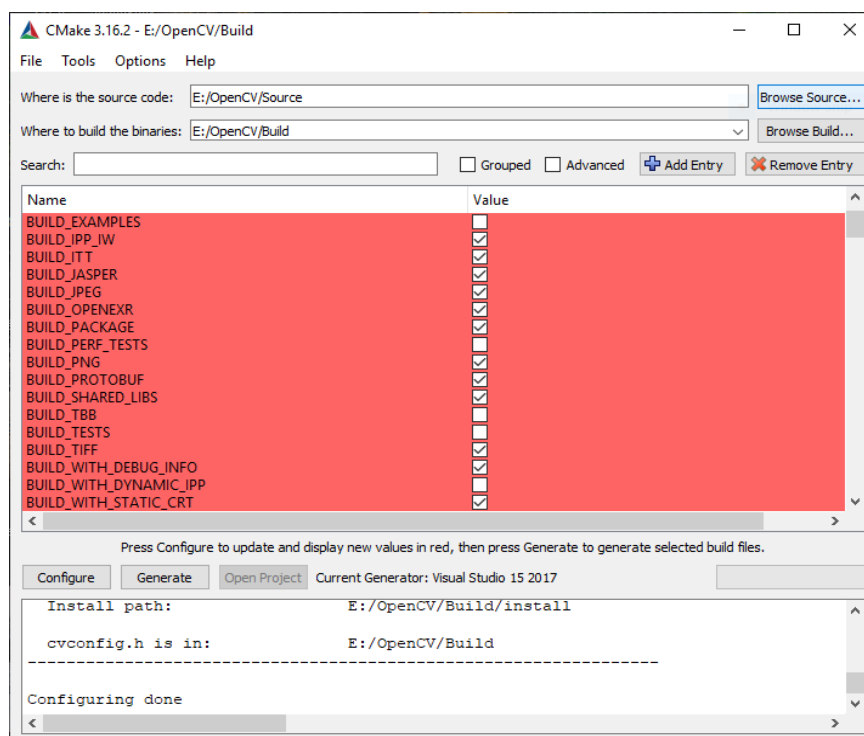 CMake 3.16.2 - E:/OpenCV/Build
File Tools Options Help
Where is the source code: E:/OpenCV/Source Browse Source...
Where to build the binaries: E:/OpenCV/Build Browse Build...
Search: Grouped Advanced Add Entry Remove Entry
Name Value
BUILD_EXAMPLES
BUILD_IPP_IW
BUILD_ITT
BUILD_JASPER
BUILD_JPEG
BUILD_OPENEXR
BUILD_PACKAGE
BUILD_PERF_TESTS
BUILD_PNG
BUILD_PROTOBUF
BUILD_SHARED_LIBS
BUILD_TBB
BUILD_TESTS
BUILD_TIFF
BUILD_WITH_DEBUG_INFO
BUILD_WITH_DYNAMIC_IPP
BUILD_WITH_STATIC_CRT
Press Configure to update and display new values in red, then press Generate to generate selected build files.
Configure Generate Open Project Current Generator: Visual Studio 15 2017
Install path: E:/OpenCV/Build/install
cvconfig.h is in: E:/OpenCV/Build
-----------------------------------------------------------------
Configuring done